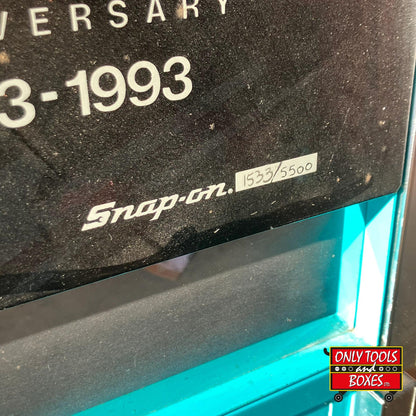 VERSARY
3-1993
Snap-on. 1533/5500
ONLY TOOLS
and
BOXES